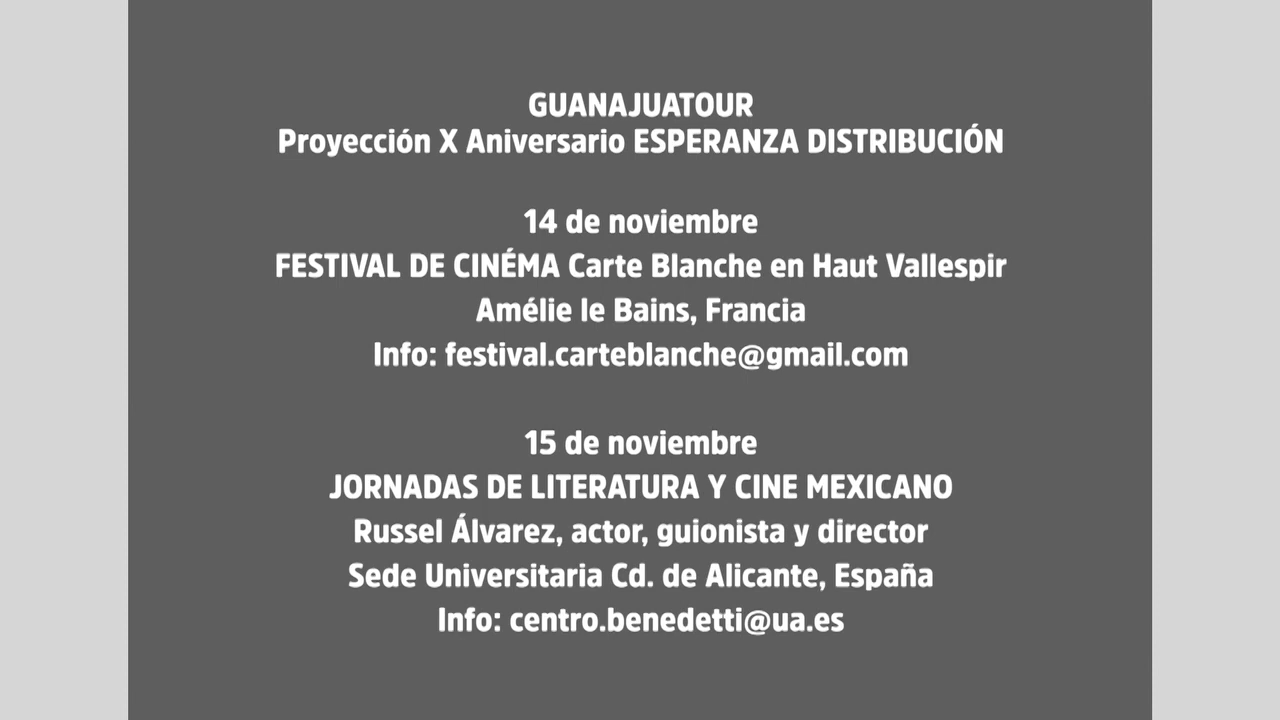 GUANAJUATOUR
Proyección X Aniversario ESPERANZA DISTRIBUCIÓN
14 de noviembre
FESTIVAL DE CINÉMA Carte Blanche en Haut Vallespir
Amélie le Bains, Francia
Info: festival.carteblanche@gmail.com
15 de noviembre
JORNADAS DE LITERATURA Y CINE MEXICANO
Russel Álvarez, actor, guionista y director
Sede Universitaria Cd. de Alicante, España
Info: centro.benedetti@ua.es